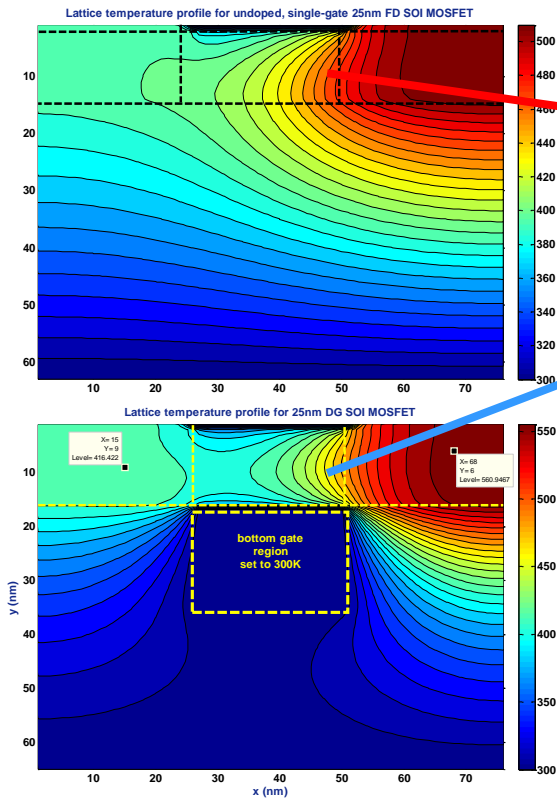 Lattice temperature profile for undoped, single-gate 25nm FD SOI MOSFET
10
20
30
40
50
60
10 20 30 40 50 60 70
500
480
460
440
420
400
380
360
340
320
300
Lattice temperature profile for 25nm DG SOI MOSFET
X= 15
Y= 9
Level= 416.422
X= 68
Y= 6
Level= 560.9467
bottom gate
region
set to 300K
y (nm)
10
20
30
40
50
60
10 20 30 40 50 60 70
x (nm)
550
500
450
400
350
300